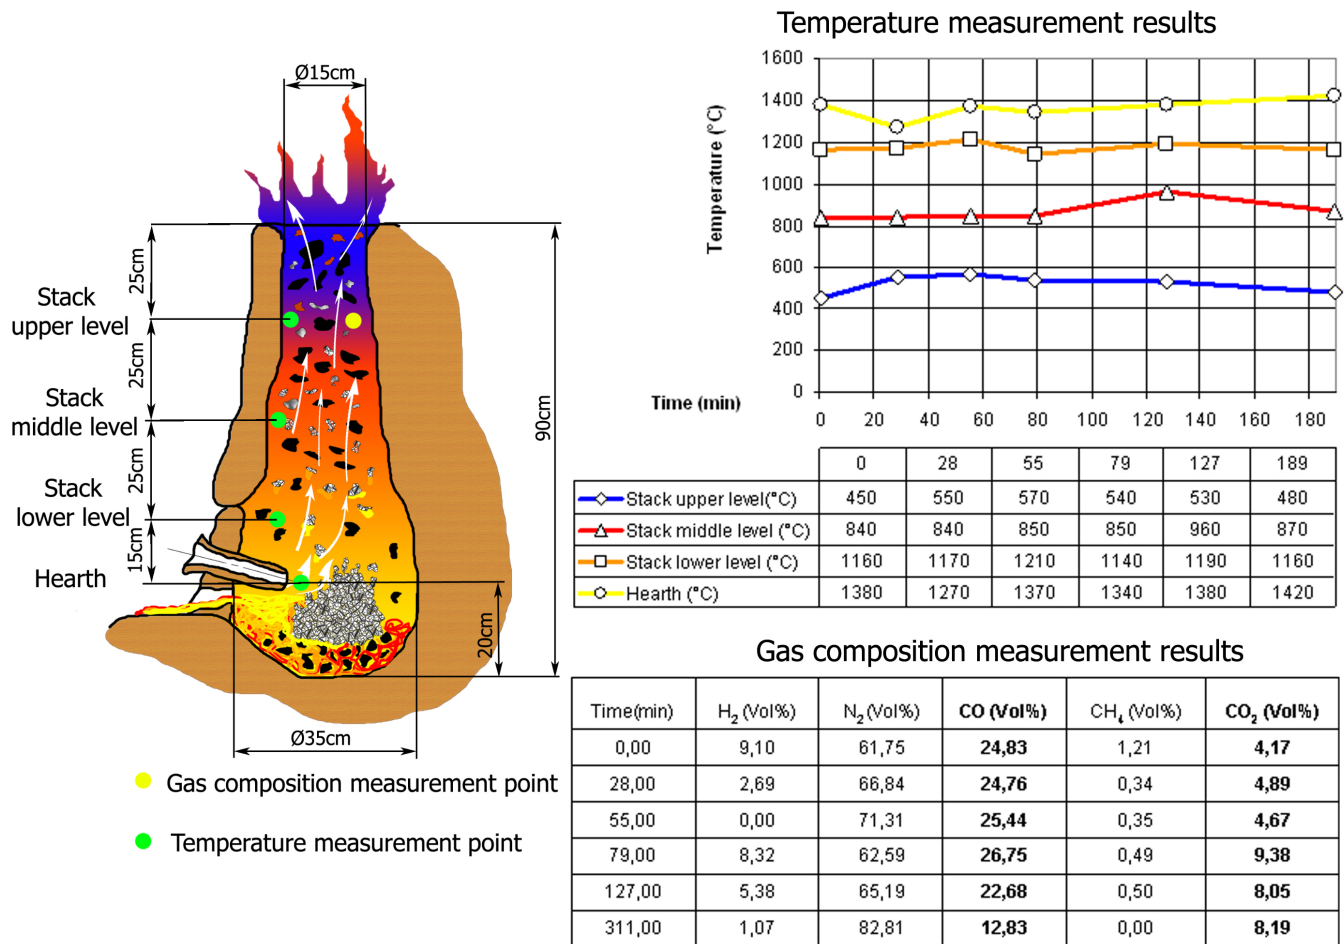 Ø15cm
25cm
Stack
upper level
25cm
Stack
middle level
25cm
Stack
lower level
15cm
Hearth
90cm
20cm
Ø35cm
Gas composition measurement point
Temperature measurement point
Temperature measurement results
Temperature (°C)
1600
1400
1200
1000
800
600
400
200
0
Time (min)
0 20 40 60 80 100 120 140 160 180
0 28 55 79 127 189
Stack upper level(°C) 450 550 570 540 530 480
Stack middle level (°C) 840 840 850 850 960 870
Stack lower level (°C) 1160 1170 1210 1140 1190 1160
Hearth (°C) 1380 1270 1370 1340 1380 1420
Gas composition measurement results
Time(min) H₂ (Vol%) N₂ (Vol%) CO (Vol%) CH₄ (Vol%) CO₂ (Vol%)
0,00 9,10 61,75 24,83 1,21 4,17
28,00 2,69 66,84 24,76 0,34 4,89
55,00 0,00 71,31 25,44 0,35 4,67
79,00 8,32 62,59 26,75 0,49 9,38
127,00 5,38 65,19 22,68 0,50 8,05
311,00 1,07 82,81 12,83 0,00 8,19